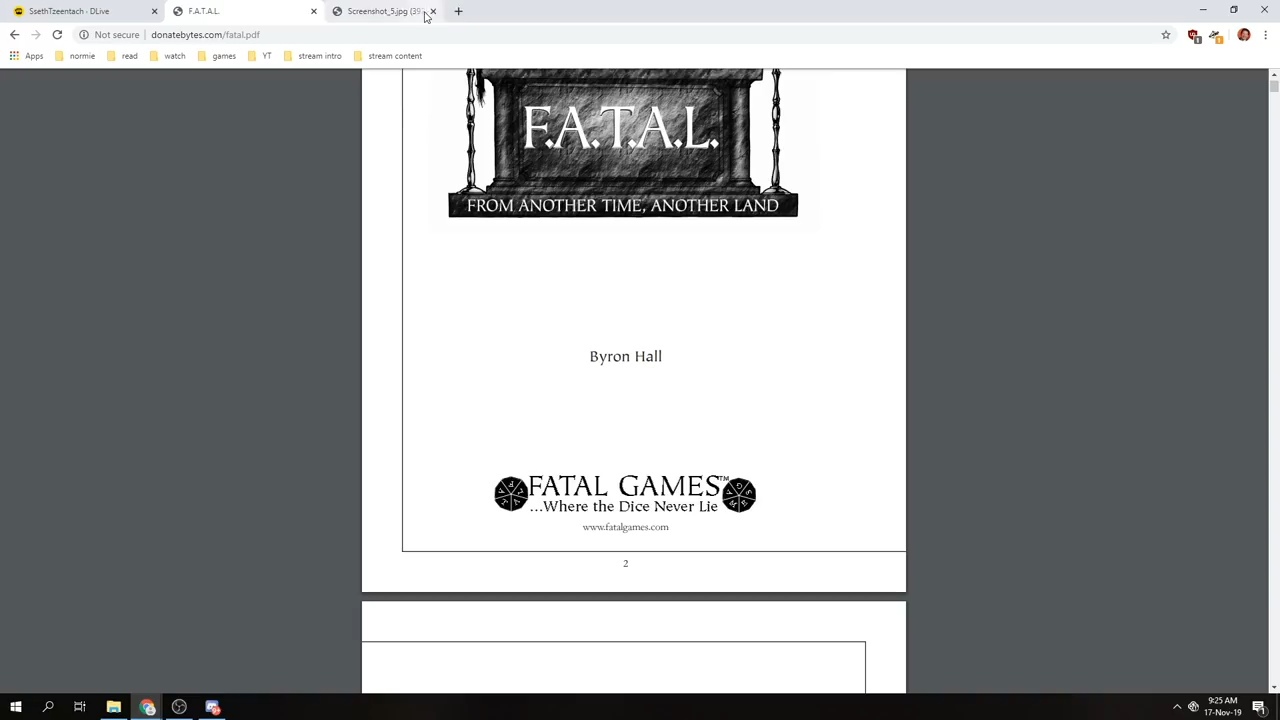 SsethTzeentach - DLive
F.A.T.A.L.
Screenshot_5.jpg (39
Not secure
donatebytes.com/fatal.pdf
Apps
normie
read
watch
games
YT
stream intro
stream content
F.A.T.A.L.
FROM ANOTHER TIME, ANOTHER LAND
Byron Hall
FATAL GAMES™
...Where the Dice Never Lie
www.fatalgames.com
2
9:25 AM
17-Nov-19